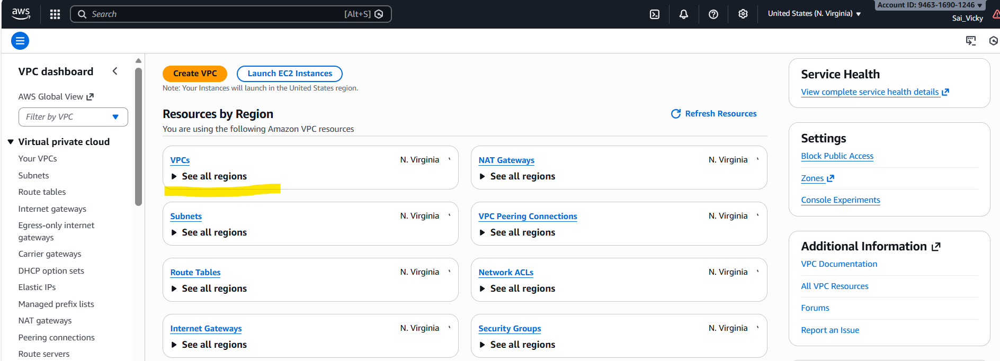 aws
Search
[Alt+S]
United States (N. Virginia)
Account ID: 9463-1690-1246
Sai_Vicky
VPC dashboard
AWS Global View
Filter by VPC
Virtual private cloud
Your VPCs
Subnets
Route tables
Internet gateways
Egress-only internet
gateways
Carrier gateways
DHCP option sets
Elastic IPs
Managed prefix lists
NAT gateways
Peering connections
Route servers
Create VPC
Launch EC2 Instances
Note: Your Instances will launch in the United States region.
Resources by Region
Refresh Resources
You are using the following Amazon VPC resources
VPCs N. Virginia
See all regions
NAT Gateways N. Virginia
See all regions
Subnets N. Virginia
See all regions
VPC Peering Connections N. Virginia
See all regions
Route Tables N. Virginia
See all regions
Network ACLs N. Virginia
See all regions
Internet Gateways N. Virginia
See all regions
Security Groups N. Virginia
See all regions
Service Health
View complete service health details
Settings
Block Public Access
Zones
Console Experiments
Additional Information
VPC Documentation
All VPC Resources
Forums
Report an Issue